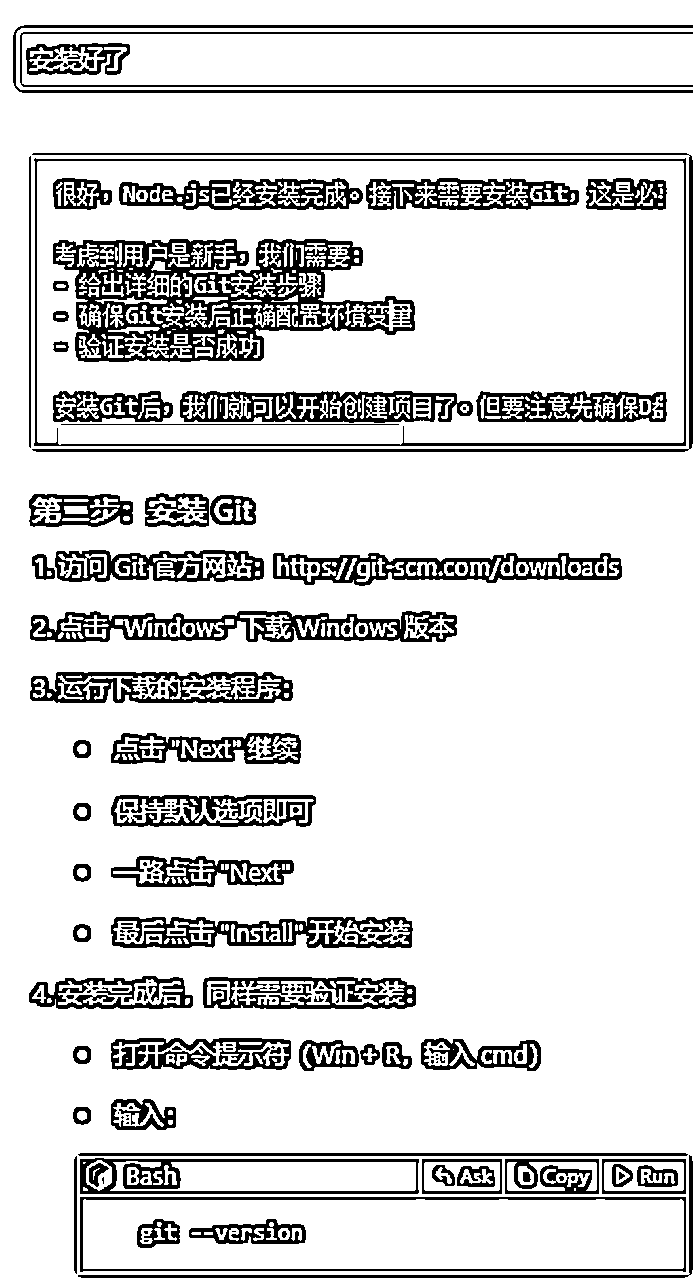 安装好了
很好，Node.js已经安装完成。接下来需要安装Git，这是必
考虑到用户是新手，我们需要：
- 给出详细的Git安装步骤
- 确保Git安装后正确配置环境变量
- 验证安装是否成功
安装Git后，我们就可以开始创建项目了。但要注意先确保D
第二步：安装 Git
1. 访问 Git 官方网站：https://git-scm.com/downloads
2. 点击 "Windows" 下载 Windows 版本
3. 运行下载的安装程序：
○ 点击 "Next" 继续
○ 保持默认选项即可
○ 一路点击 "Next"
○ 最后点击 "Install" 开始安装
4. 安装完成后，同样需要验证安装：
○ 打开命令提示符（Win + R，输入 cmd）
○ 输入：
Bash Ask Copy Run
git --version